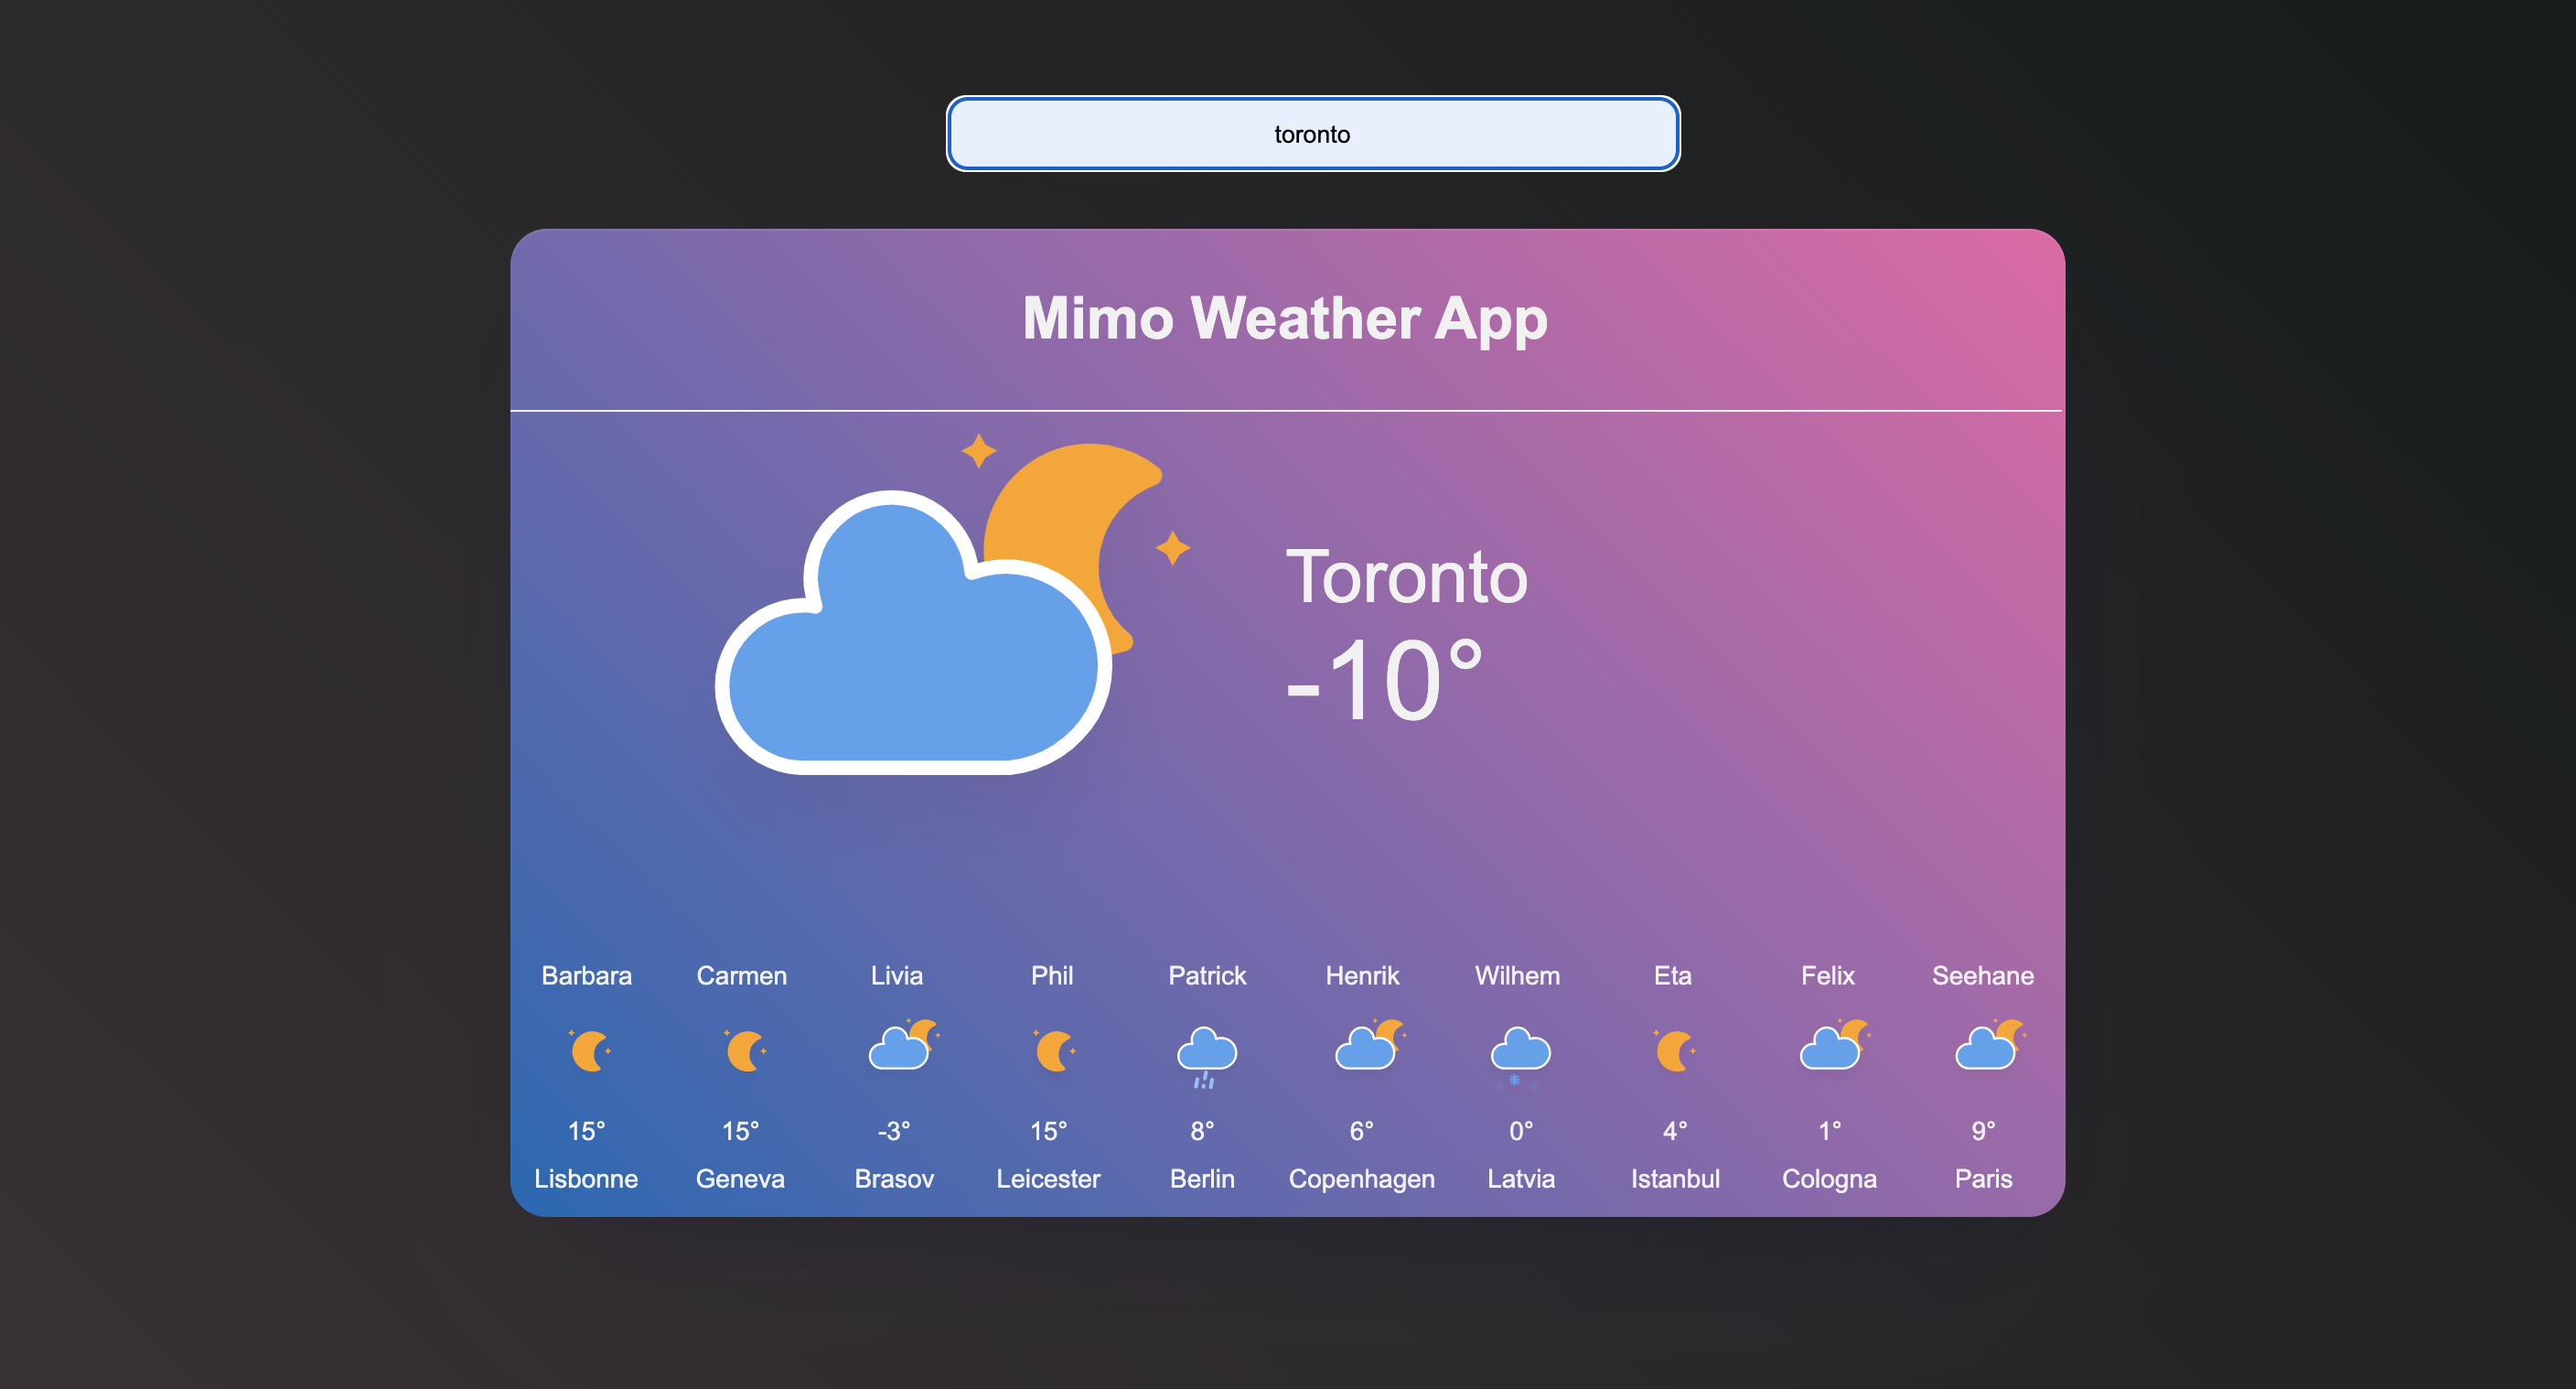 toronto
Mimo Weather App
Toronto
-10°
Barbara Carmen Livia Phil Patrick Henrik Wilhem Eta Felix Seehane
15° 15° -3° 15° 8° 6° 0° 4° 1° 9°
Lisbonne Geneva Brasov Leicester Berlin Copenhagen Latvia Istanbul Cologna Paris